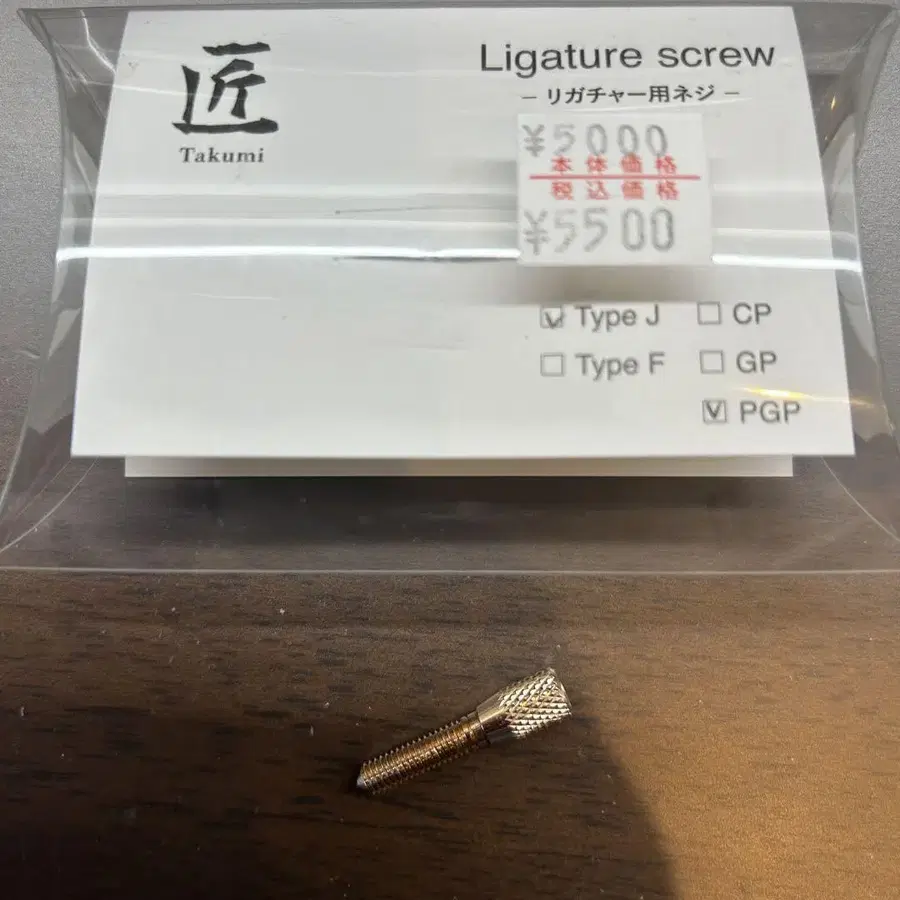 匠
Takumi
Ligature screw
− リガチャー用ネジ −
¥5000
本体価格
税込価格
¥5500
☑ Type J ☐ CP
☐ Type F ☐ GP
☑ PGP